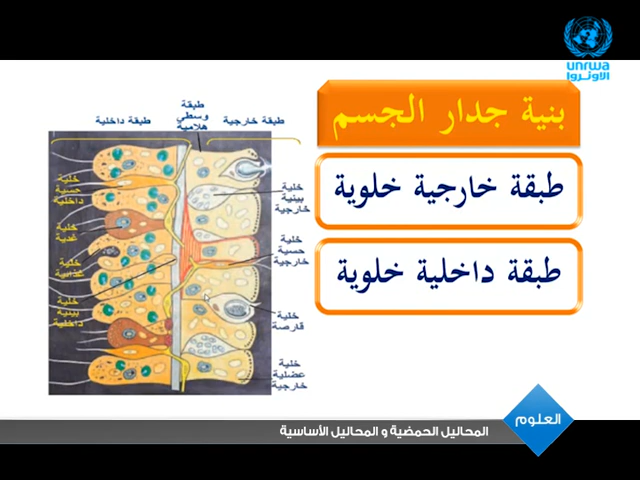 unrwa
الأونروا
بنية جدار الجسم
طبقة خارجية خلوية
طبقة داخلية خلوية
طبقة خارجية
طبقة
وسطى
هلامية
طبقة داخلية
خلية
بينية
خارجية
خلية
حسية
خارجية
خلية
قارصة
خلية
عضلية
خارجية
خلية
حسية
داخلية
خلية
غدية
خلية
غذائية
خلية
بينية
داخلية
العلوم
المحاليل الحمضية و المحاليل الأساسية